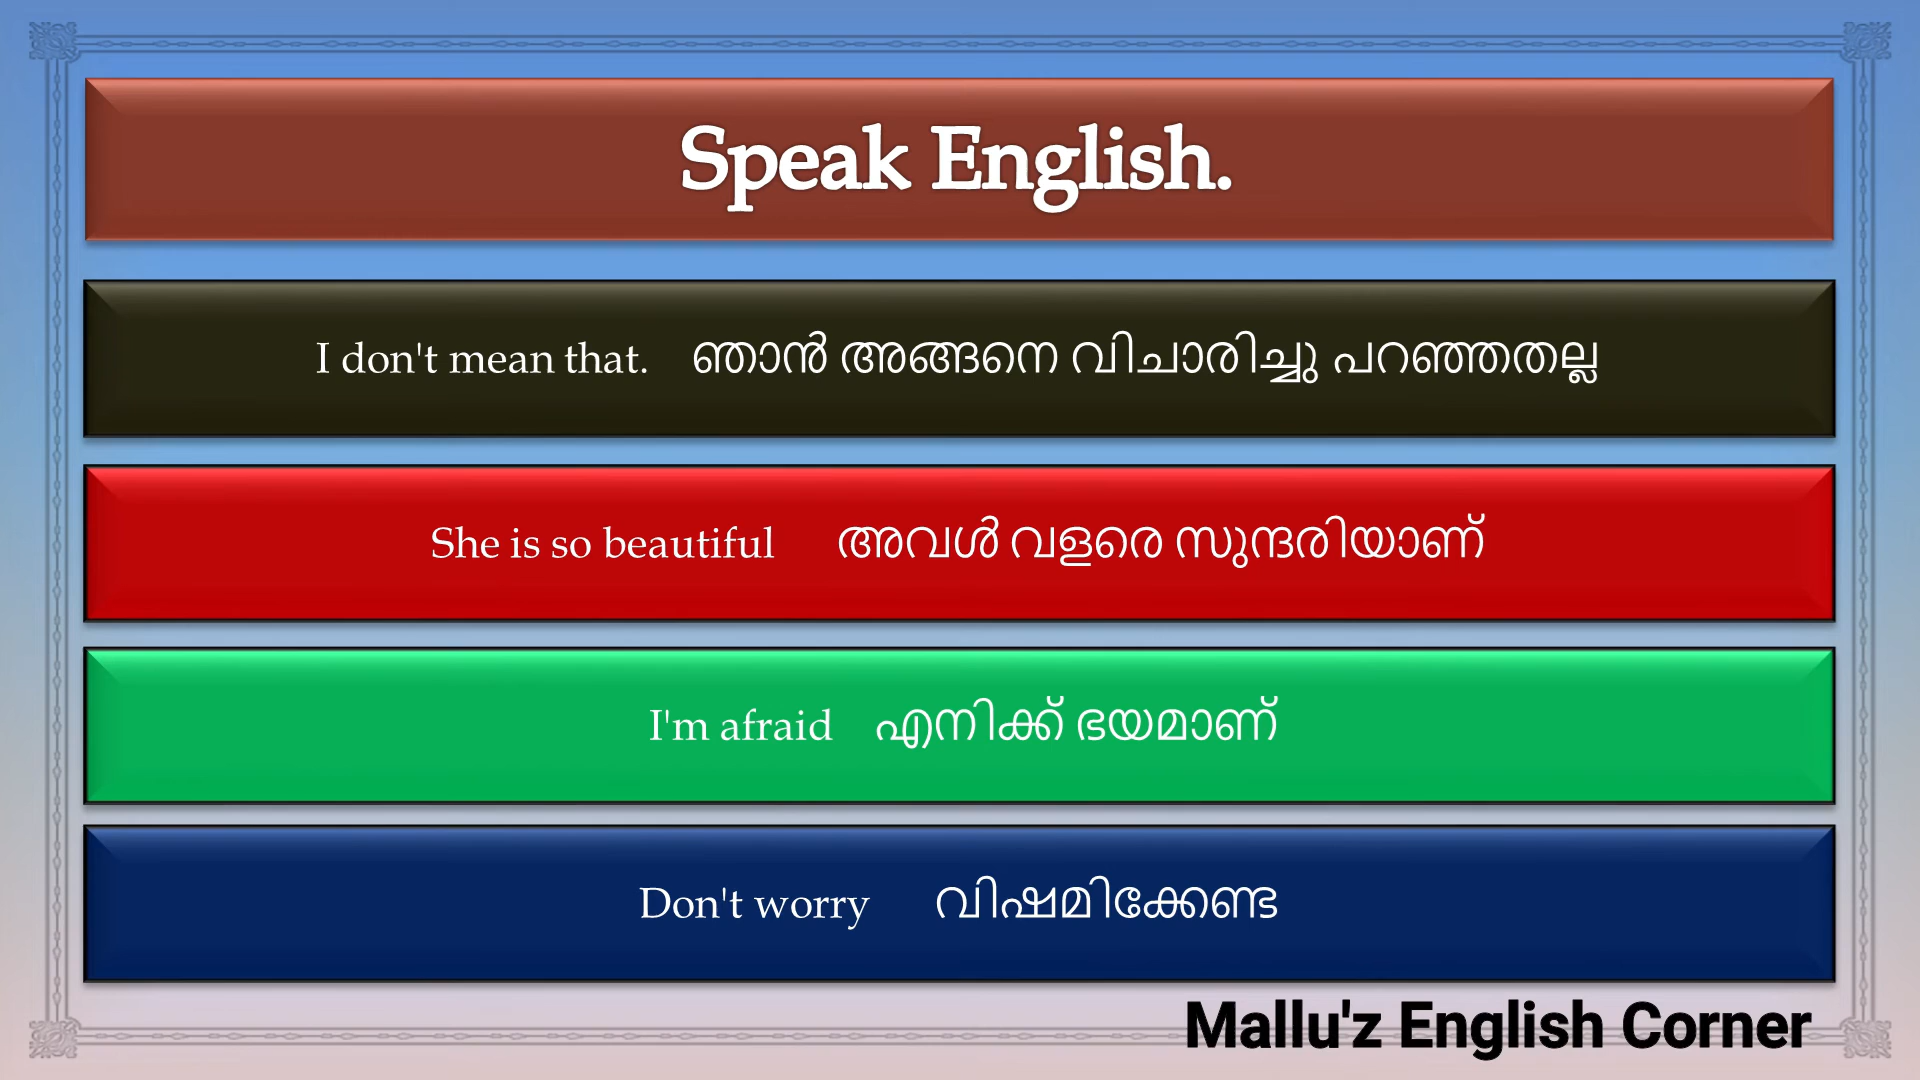 Speak English.
I don't mean that. ഞാൻ അങ്ങനെ വിചാരിച്ചു പറഞ്ഞതല്ല
She is so beautiful അവൾ വളരെ സുന്ദരിയാണ്
I'm afraid എനിക്ക് ഭയമാണ്
Don't worry വിഷമിക്കേണ്ട
Mallu'z English Corner